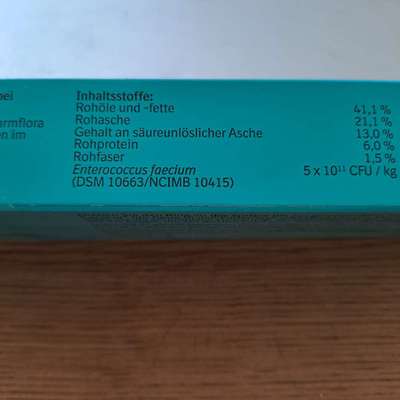 bei
armflora
en im
Inhaltsstoffe:
Rohöle und -fette 41,1 %
Rohasche 21,1 %
Gehalt an säureunlöslicher Asche 13,0 %
Rohprotein 6,0 %
Rohfaser 1,5 %
Enterococcus faecium 5 x 10¹¹ CFU / kg
(DSM 10663/NCIMB 10415)